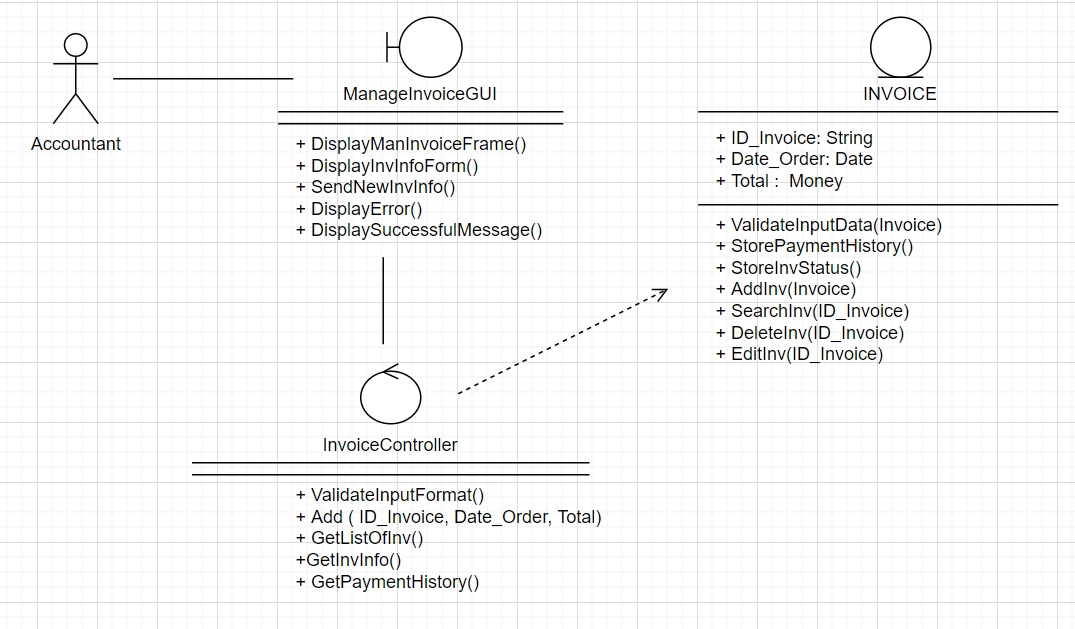 Accountant
ManageInvoiceGUI
+ DisplayManInvoiceFrame()
+ DisplayInvInfoForm()
+ SendNewInvInfo()
+ DisplayError()
+ DisplaySuccessfulMessage()
INVOICE
+ ID_Invoice: String
+ Date_Order: Date
+ Total : Money
+ ValidateInputData(Invoice)
+ StorePaymentHistory()
+ StoreInvStatus()
+ AddInv(Invoice)
+ SearchInv(ID_Invoice)
+ DeleteInv(ID_Invoice)
+ EditInv(ID_Invoice)
InvoiceController
+ ValidateInputFormat()
+ Add ( ID_Invoice, Date_Order, Total)
+ GetListOfInv()
+GetInvInfo()
+ GetPaymentHistory()